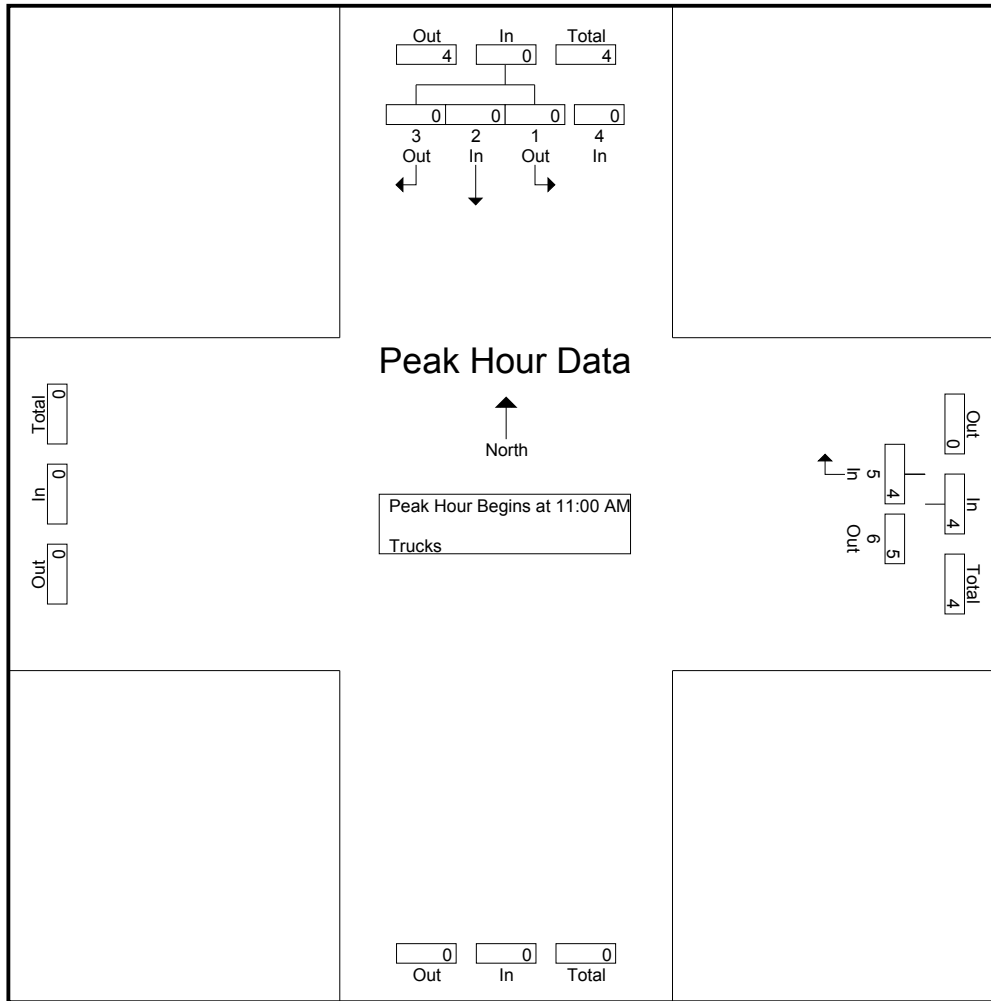 Out In Total
4 0 4
0 0 0 0
3 2 1 4
Out In Out In
Peak Hour Data
North
Peak Hour Begins at 11:00 AM
Trucks
Total In Out
0 0 0
Out In Total
0 4 4
4 5
5 6
In Out
0 0 0
Out In Total